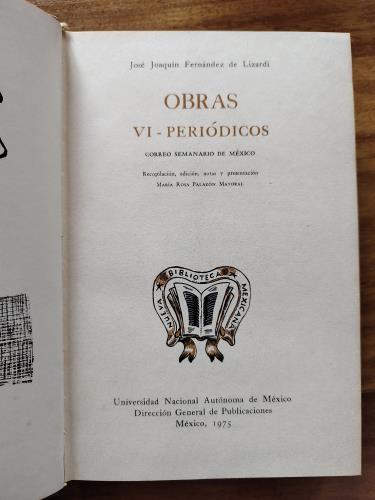 José Joaquín Fernández de Lizardi
OBRAS
VI - PERIÓDICOS
CORREO SEMANARIO DE MÉXICO
Recopilación, edición, notas y presentación
MARÍA ROSA PALAZÓN MAYORAL
NUEVA BIBLIOTECA MEXICANA
Universidad Nacional Autónoma de México
Dirección General de Publicaciones
México, 1975